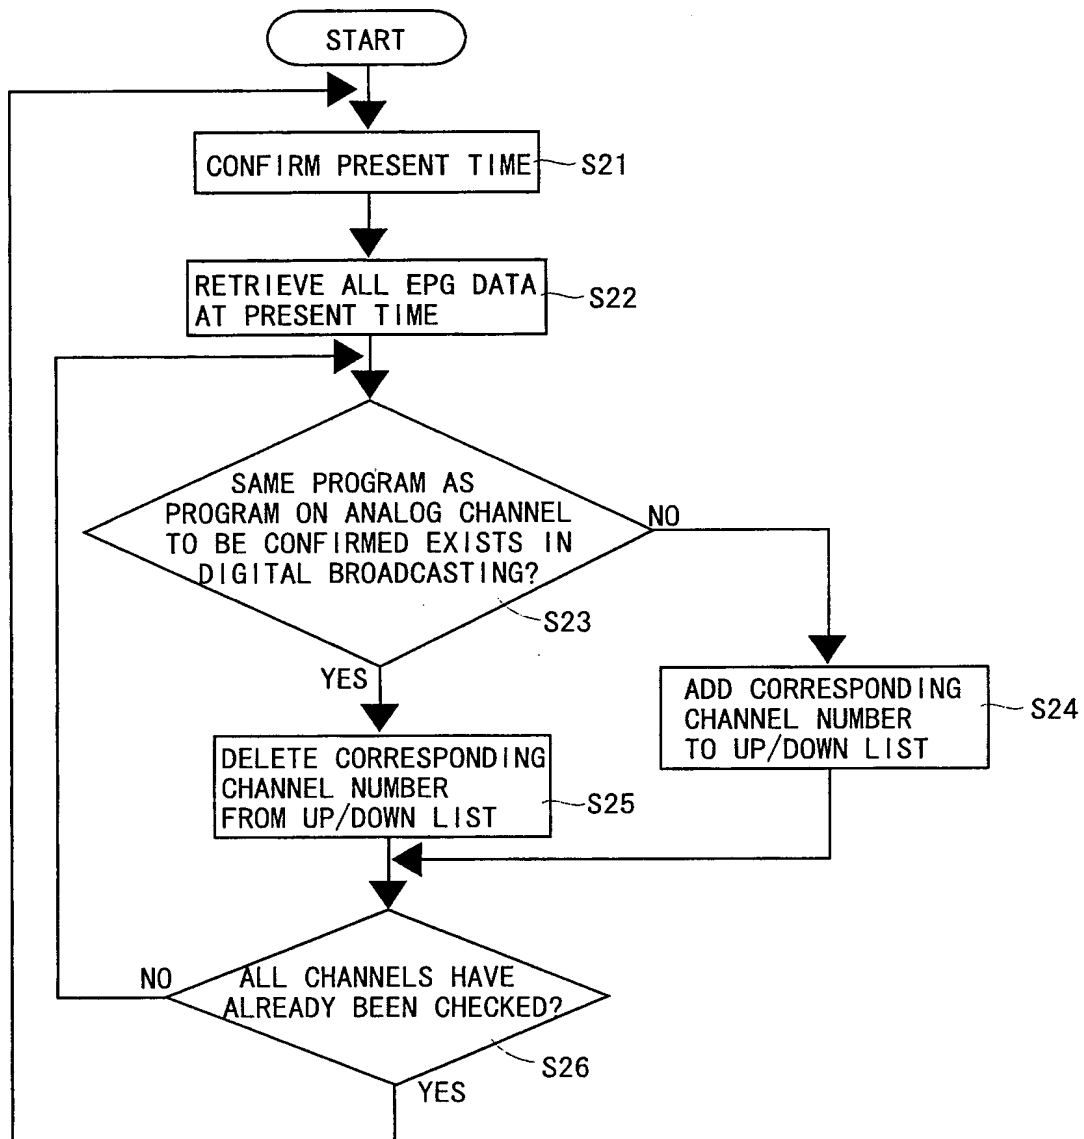 START
CONFIRM PRESENT TIME
S21
RETRIEVE ALL EPG DATA
AT PRESENT TIME
S22
SAME PROGRAM AS
PROGRAM ON ANALOG CHANNEL
TO BE CONFIRMED EXISTS IN
DIGITAL BROADCASTING?
NO
S23
YES
ADD CORRESPONDING
CHANNEL NUMBER
TO UP/DOWN LIST
S24
DELETE CORRESPONDING
CHANNEL NUMBER
FROM UP/DOWN LIST
S25
NO
ALL CHANNELS HAVE
ALREADY BEEN CHECKED?
S26
YES